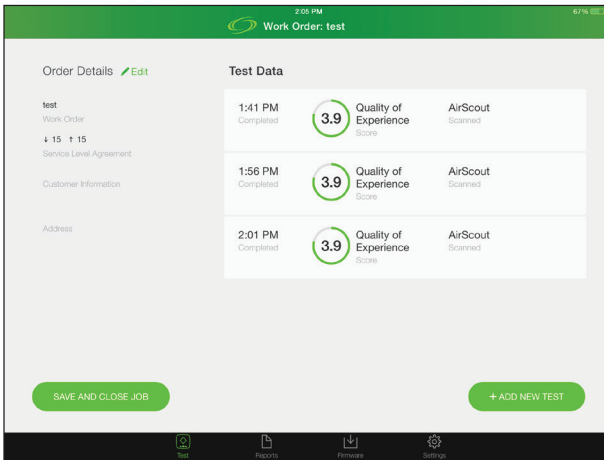 2:05 PM
67%
Work Order: test
Order Details Edit
test
Work Order
↓ 15 ↑ 15
Service Level Agreement
Customer Information
Address
Test Data
1:41 PM
Completed
3.9
Quality of
Experience
Score
AirScout
Scanned
1:56 PM
Completed
3.9
Quality of
Experience
Score
AirScout
Scanned
2:01 PM
Completed
3.9
Quality of
Experience
Score
AirScout
Scanned
SAVE AND CLOSE JOB
+ ADD NEW TEST
Test
Reports
Firmware
Settings